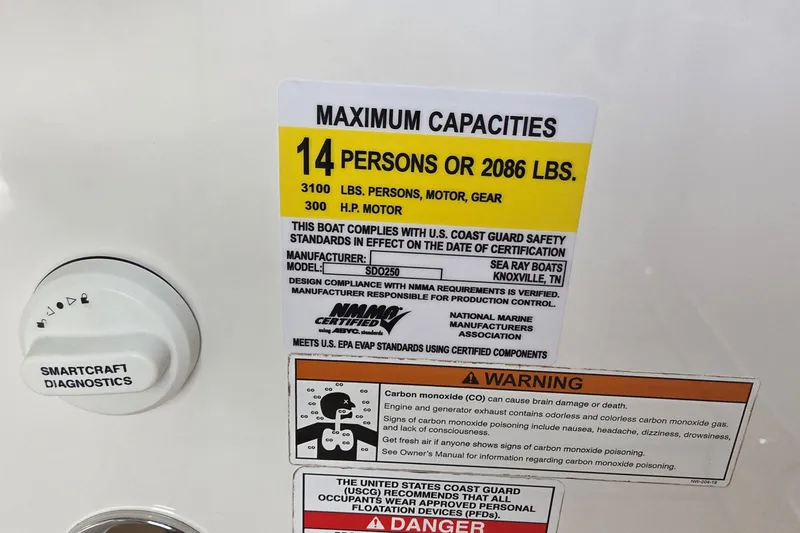 MAXIMUM CAPACITIES
14 PERSONS OR 2086 LBS.
3100 LBS. PERSONS, MOTOR, GEAR
300 H.P. MOTOR
THIS BOAT COMPLIES WITH U.S. COAST GUARD SAFETY
STANDARDS IN EFFECT ON THE DATE OF CERTIFICATION
MANUFACTURER: SEA RAY BOATS
MODEL: SDO250 KNOXVILLE, TN
DESIGN COMPLIANCE WITH NMMA REQUIREMENTS IS VERIFIED.
MANUFACTURER RESPONSIBLE FOR PRODUCTION CONTROL.
NMMA
CERTIFIED
using ABYC. standards
NATIONAL MARINE
MANUFACTURERS
ASSOCIATION
MEETS U.S. EPA EVAP STANDARDS USING CERTIFIED COMPONENTS
SMARTCRAFT
DIAGNOSTICS
WARNING
Carbon monoxide (CO) can cause brain damage or death.
Engine and generator exhaust contains odorless and colorless carbon monoxide gas.
Signs of carbon monoxide poisoning include nausea, headache, dizziness, drowsiness,
and lack of consciousness.
Get fresh air if anyone shows signs of carbon monoxide poisoning.
See Owner's Manual for information regarding carbon monoxide poisoning.
THE UNITED STATES COAST GUARD
(USCG) RECOMMENDS THAT ALL
OCCUPANTS WEAR APPROVED PERSONAL
FLOATATION DEVICES (PFDs).
DANGER